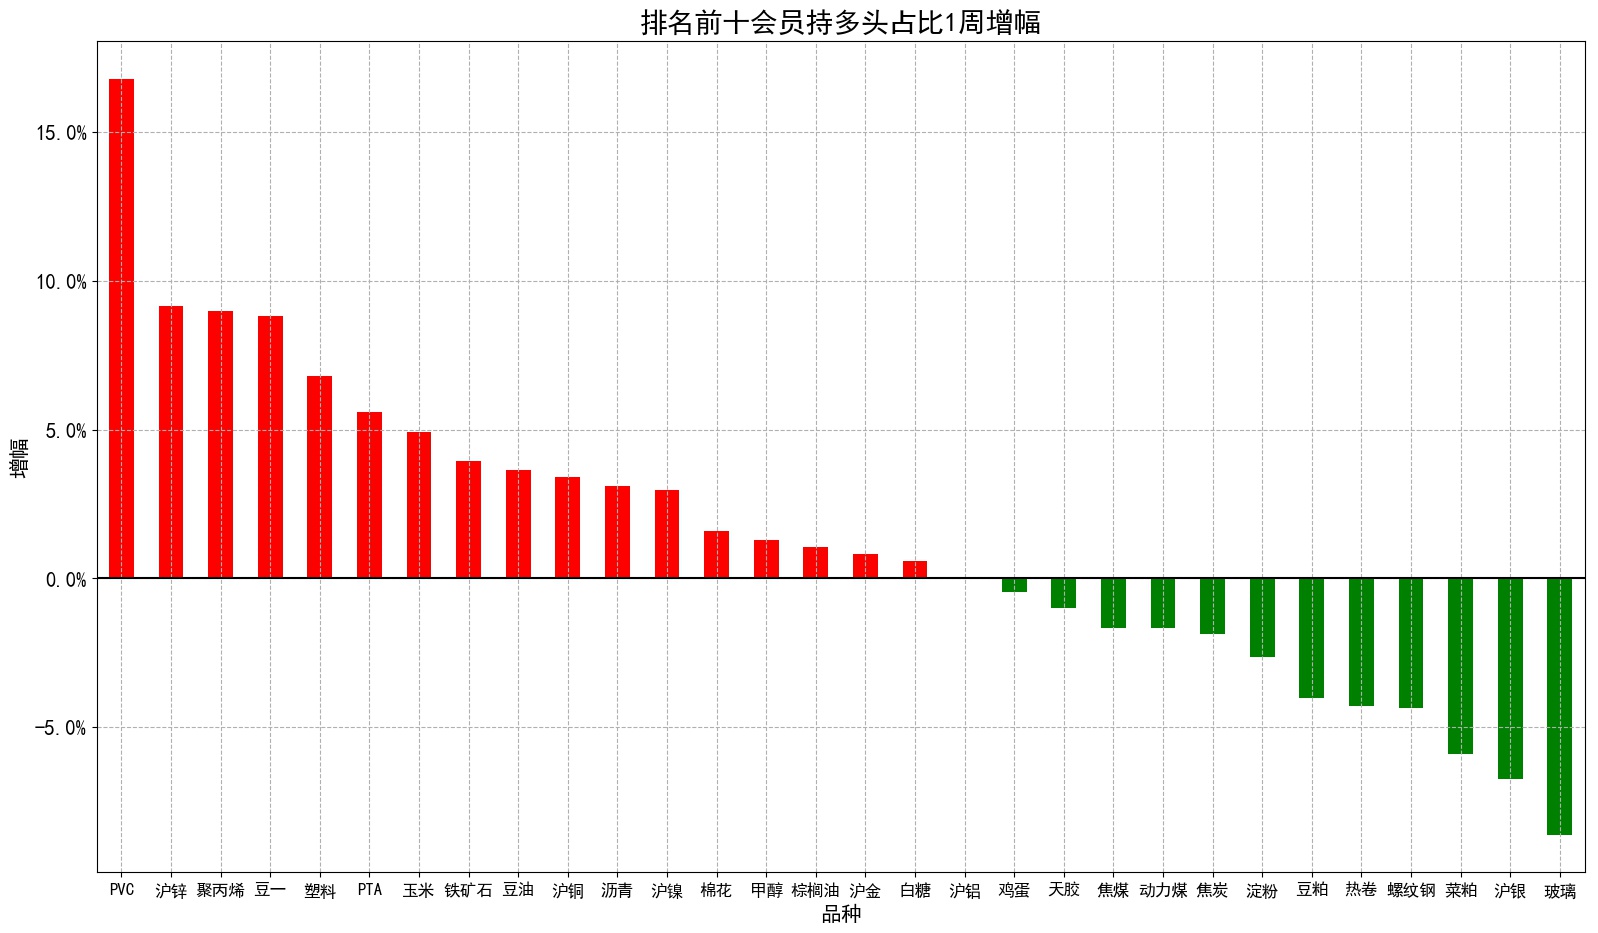 排名前十会员持多头占比1周增幅
增幅
15.0%
10.0%
5.0%
0.0%
-5.0%
PVC 沪锌 聚丙烯 豆一 塑料 PTA 玉米 铁矿石 豆油 沪铜 沥青 沪镍 棉花 甲醇 棕榈油 沪金 白糖 沪铝 鸡蛋 天胶 焦煤 动力煤 焦炭 淀粉 豆粕 热卷 螺纹钢 菜粕 沪银 玻璃
品种